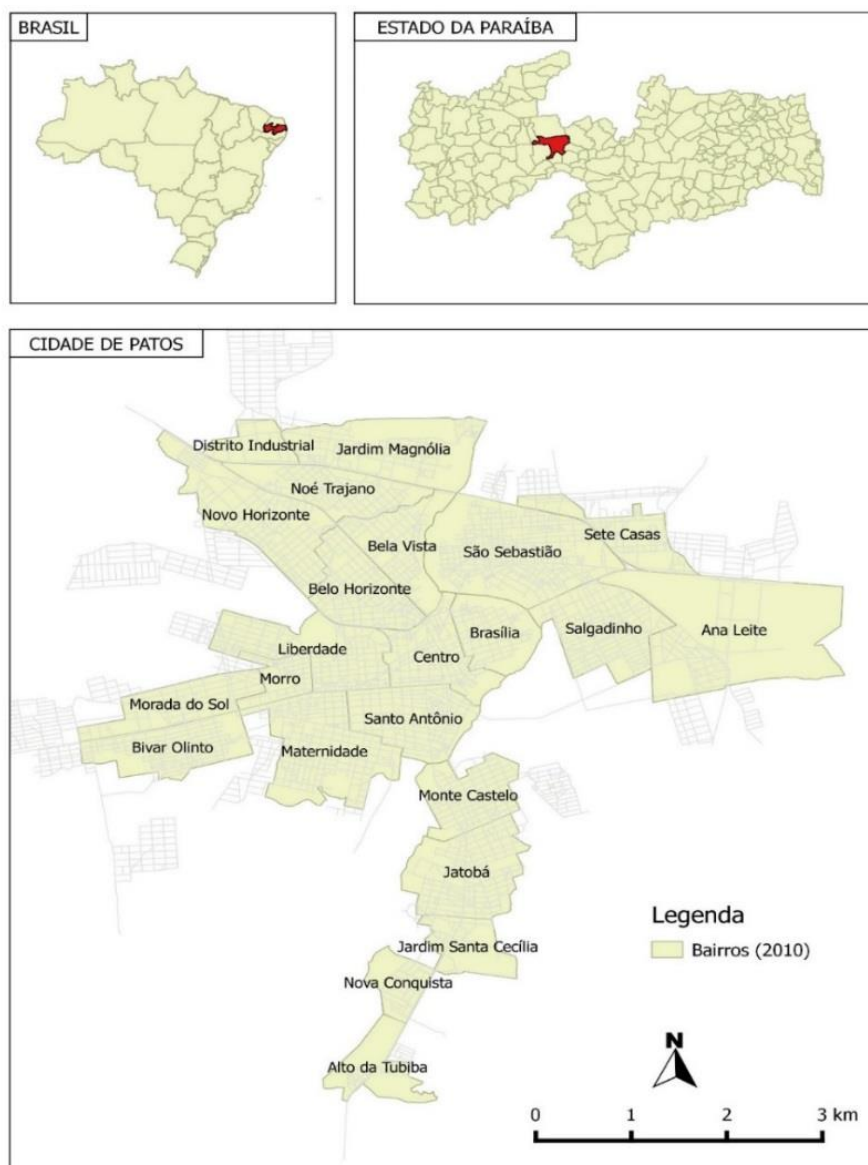 BRASIL
ESTADO DA PARAÍBA
CIDADE DE PATOS
Distrito Industrial
Jardim Magnólia
Noé Trajano
Novo Horizonte
Bela Vista
São Sebastião
Sete Casas
Belo Horizonte
Brasília
Salgadinho
Ana Leite
Liberdade
Centro
Morro
Morada do Sol
Santo Antônio
Bivar Olinto
Maternidade
Monte Castelo
Jatobá
Legenda
Jardim Santa Cecília
Bairros (2010)
Nova Conquista
N
Alto da Tubiba
0 1 2 3 km